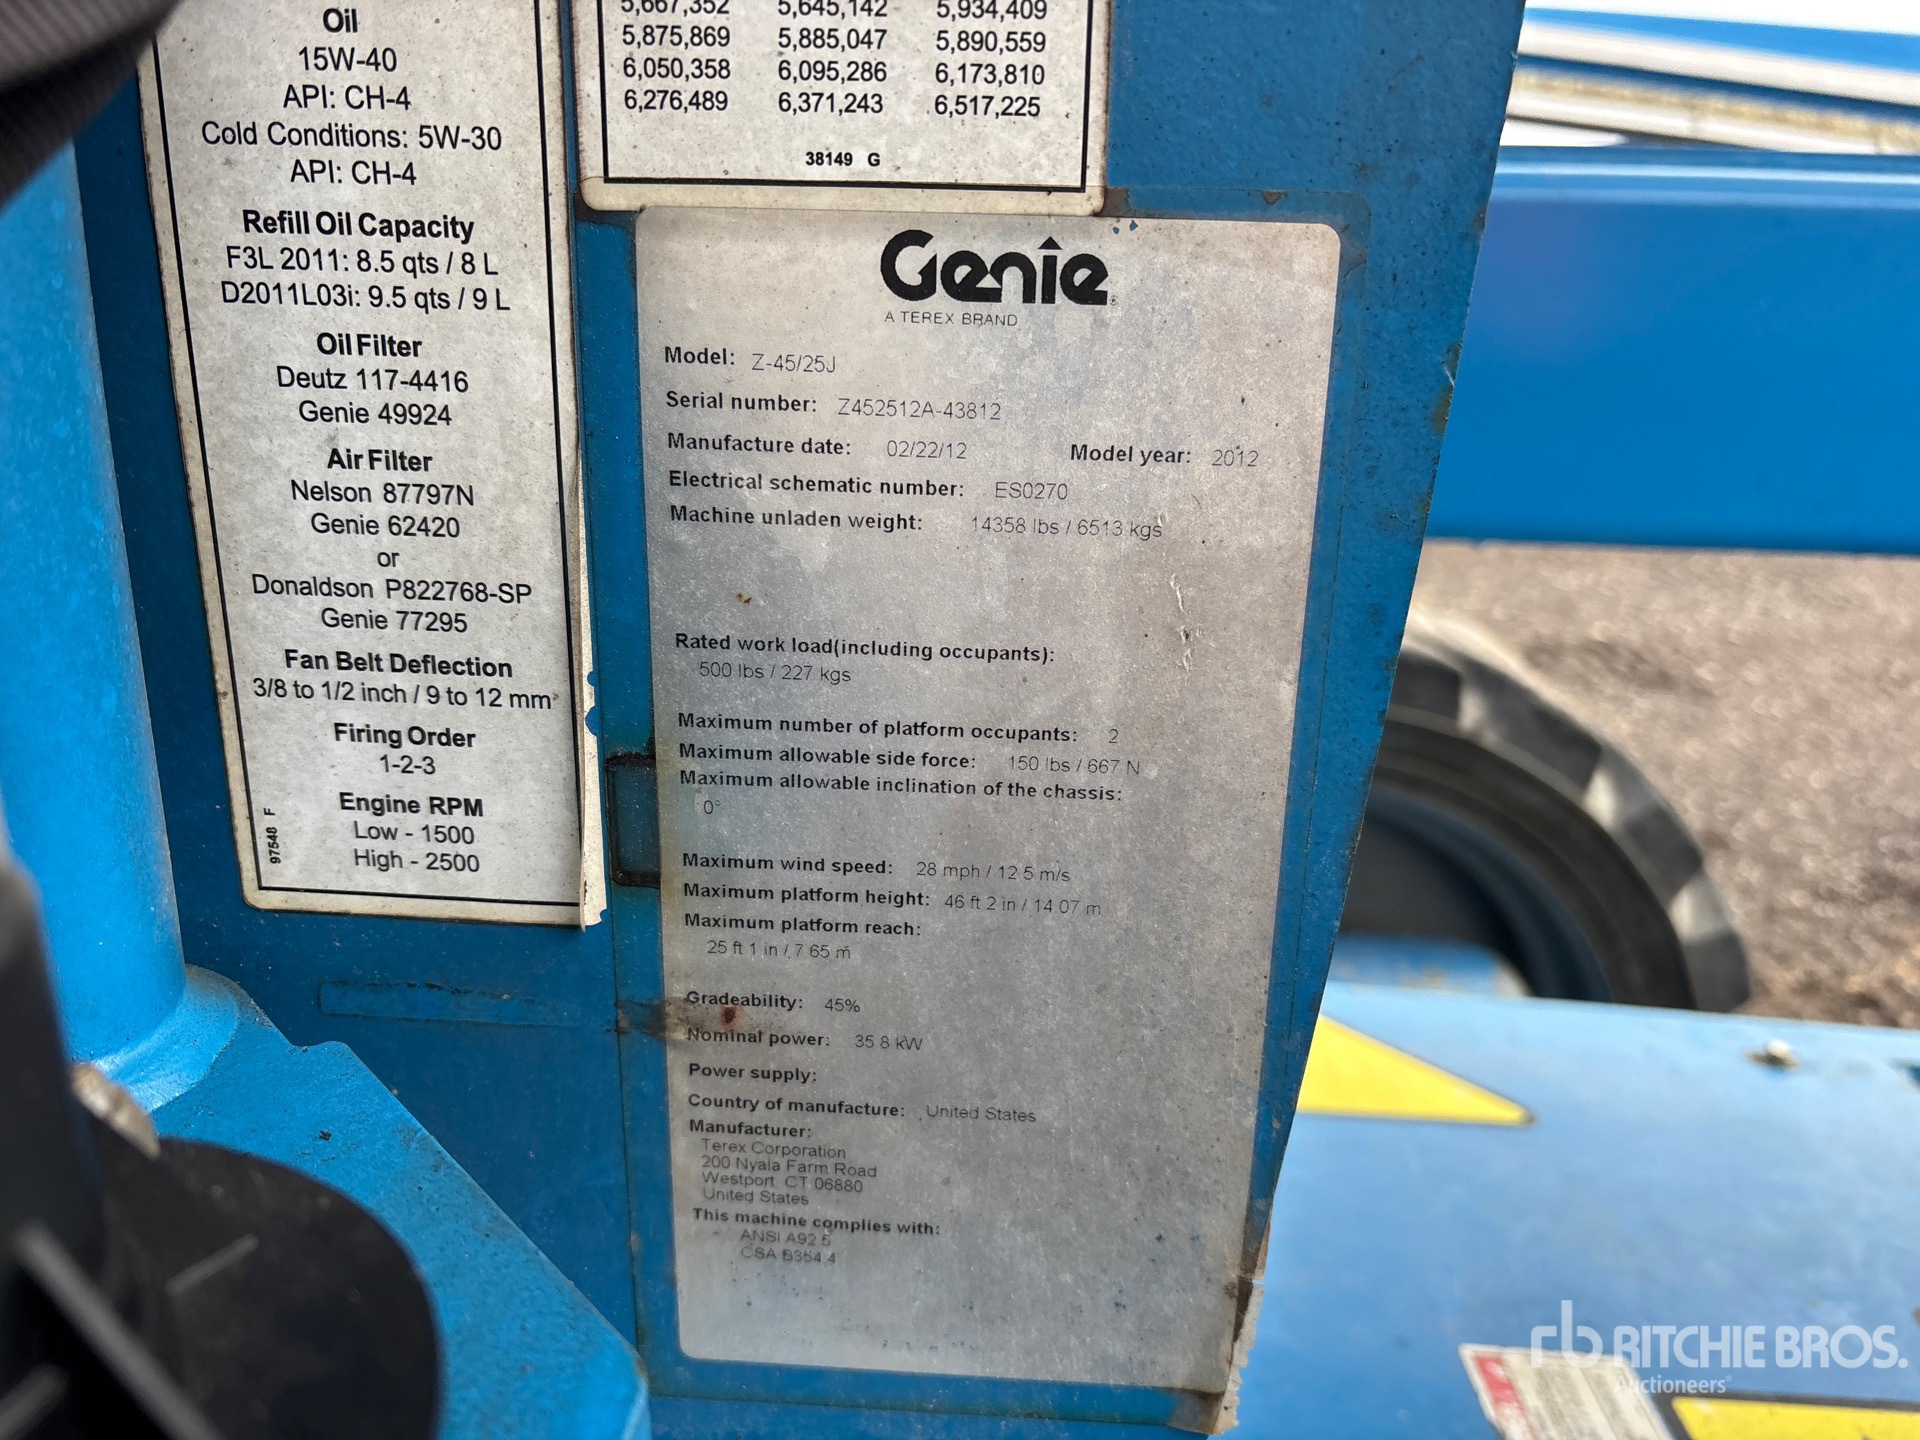 Oil
15W-40
API: CH-4
Cold Conditions: 5W-30
API: CH-4
Refill Oil Capacity
F3L 2011: 8.5 qts / 8 L
D2011L03i: 9.5 qts / 9 L
Oil Filter
Deutz 117-4416
Genie 49924
Air Filter
Nelson 87797N
Genie 62420
or
Donaldson P822768-SP
Genie 77295
Fan Belt Deflection
3/8 to 1/2 inch / 9 to 12 mm
Firing Order
1-2-3
Engine RPM
Low - 1500
High - 2500
97548 F
5,667,352 5,645,142 5,934,409
5,875,869 5,885,047 5,890,559
6,050,358 6,095,286 6,173,810
6,276,489 6,371,243 6,517,225
38149 G
Genie
A TEREX BRAND
Model: Z-45/25J
Serial number: Z452512A-43812
Manufacture date: 02/22/12 Model year: 2012
Electrical schematic number: ES0270
Machine unladen weight: 14358 lbs / 6513 kgs
Rated work load(including occupants):
500 lbs / 227 kgs
Maximum number of platform occupants: 2
Maximum allowable side force: 150 lbs / 667 N
Maximum allowable inclination of the chassis:
0°
Maximum wind speed: 28 mph / 12.5 m/s
Maximum platform height: 46 ft 2 in / 14.07 m
Maximum platform reach:
25 ft 1 in / 7.65 m
Gradeability: 45%
Nominal power: 35.8 kW
Power supply:
Country of manufacture: United States
Manufacturer:
Terex Corporation
200 Nyala Farm Road
Westport CT 06880
United States
This machine complies with:
ANSI A92.5
CSA B354.4
rb RITCHIE BROS.
Auctioneers